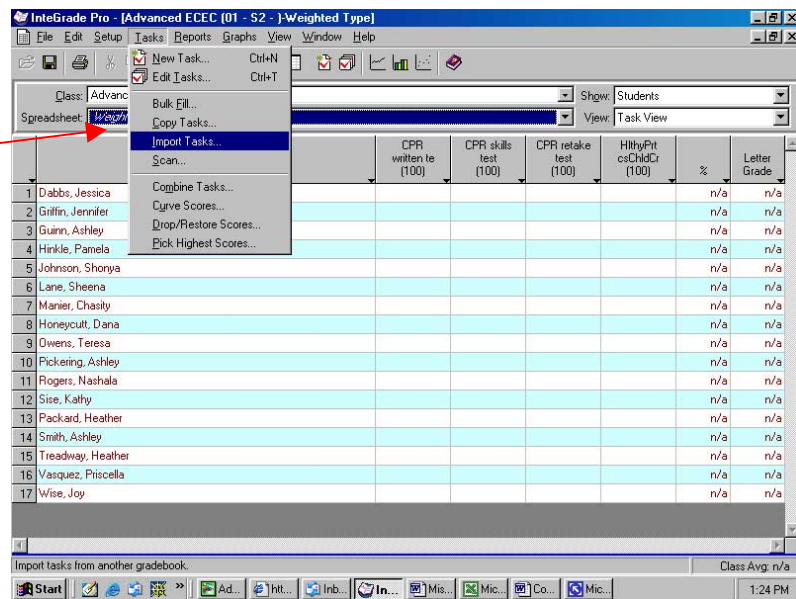 InteGrade Pro - [Advanced ECEC (01 - S2 - )-Weighted Type]
File Edit Setup Tasks Reports Graphs View Window Help
New Task... Ctrl+N
Edit Tasks... Ctrl+T
Bulk Fill...
Copy Tasks...
Import Tasks...
Scan...
Combine Tasks...
Curve Scores...
Drop/Restore Scores...
Pick Highest Scores...
Class: Advanc Show: Students
Spreadsheet: Weight View: Task View
CPR written te (100) CPR skills test (100) CPR retake test (100) HlthyPrt csChldCr (100) % Letter Grade
1 Dabbs, Jessica n/a n/a
2 Griffin, Jennifer n/a n/a
3 Guinn, Ashley n/a n/a
4 Hinkle, Pamela n/a n/a
5 Johnson, Shonya n/a n/a
6 Lane, Sheena n/a n/a
7 Manier, Chasity n/a n/a
8 Honeycutt, Dana n/a n/a
9 Owens, Teresa n/a n/a
10 Pickering, Ashley n/a n/a
11 Rogers, Nashala n/a n/a
12 Sise, Kathy n/a n/a
13 Packard, Heather n/a n/a
14 Smith, Ashley n/a n/a
15 Treadway, Heather n/a n/a
16 Vasquez, Priscella n/a n/a
17 Wise, Joy n/a n/a
Import tasks from another gradebook. Class Avg: n/a
Start » Ad... htt... Inb... In... Mis... Mic... Co... Mic... 1:24 PM